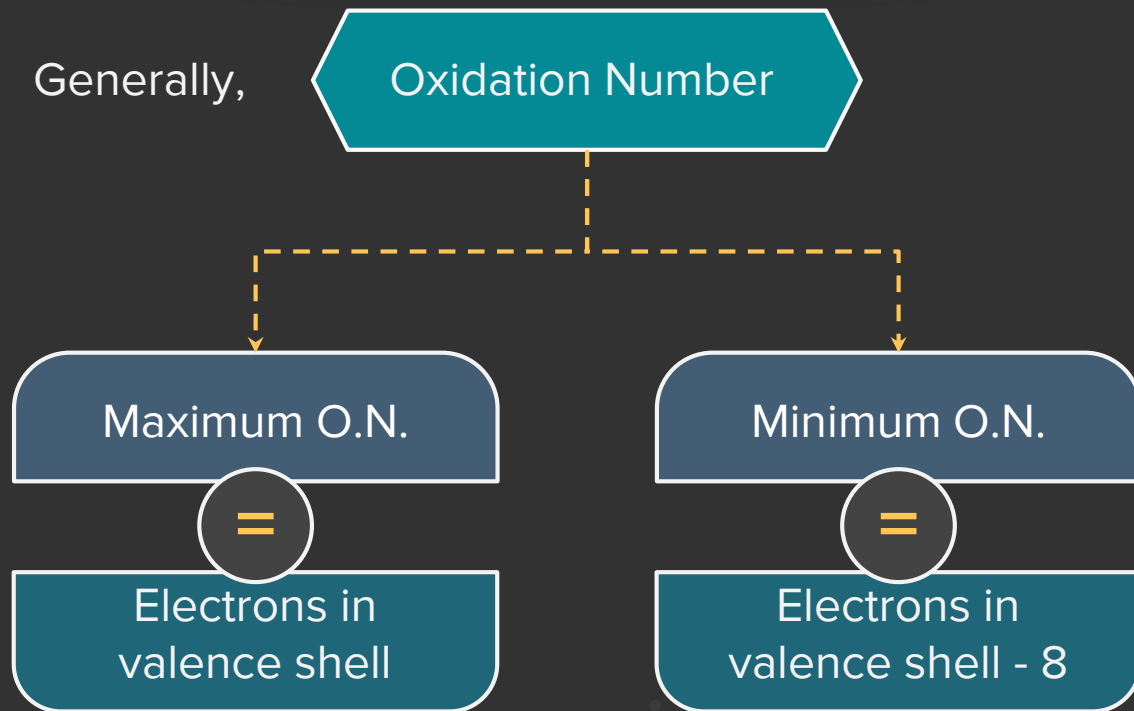 Generally,
Oxidation Number
Maximum O.N.
Minimum O.N.
=
=
Electrons in
valence shell
Electrons in
valence shell - 8